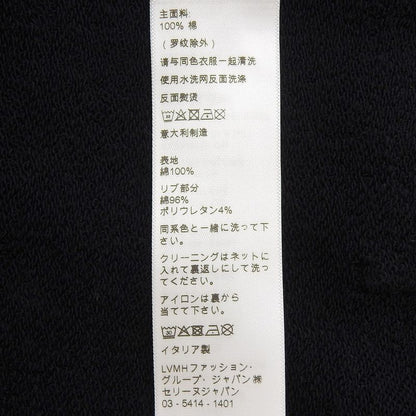 主面料:
100% 棉
( 罗纹除外 )
请与同色衣服一起清洗
使用水洗网反面洗涤
反面熨烫
意大利制造
表地
綿100%
リブ部分
綿96%
ポリウレタン4%
同系色と一緒に洗って下
さい。
クリーニングはネットに
入れて裏返しにして洗っ
てください。
アイロンは裏から
当てて下さい。
イタリア製
LVMHファッション・
グループ・ジャパン㈱
セリーヌジャパン
03 - 5414 - 1401